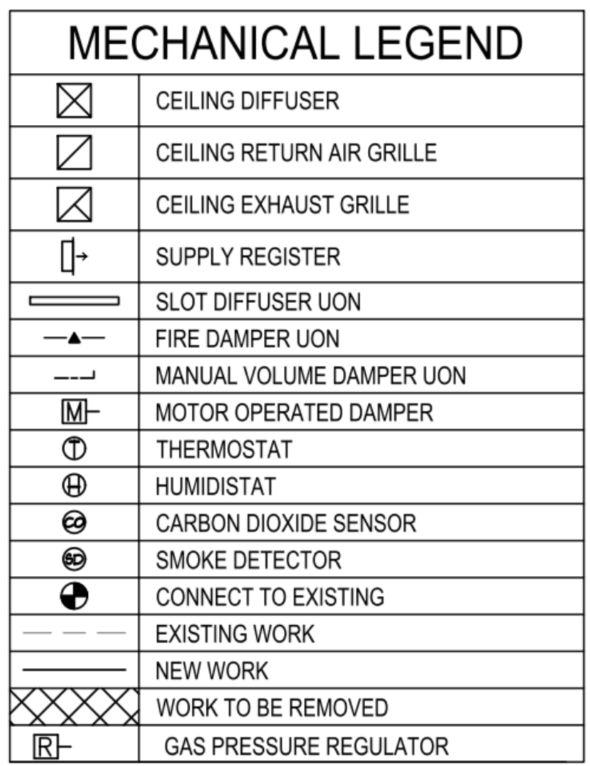 MECHANICAL LEGEND
CEILING DIFFUSER
CEILING RETURN AIR GRILLE
CEILING EXHAUST GRILLE
SUPPLY REGISTER
SLOT DIFFUSER UON
FIRE DAMPER UON
MANUAL VOLUME DAMPER UON
M MOTOR OPERATED DAMPER
T THERMOSTAT
H HUMIDISTAT
CO CARBON DIOXIDE SENSOR
SD SMOKE DETECTOR
CONNECT TO EXISTING
EXISTING WORK
NEW WORK
WORK TO BE REMOVED
R GAS PRESSURE REGULATOR